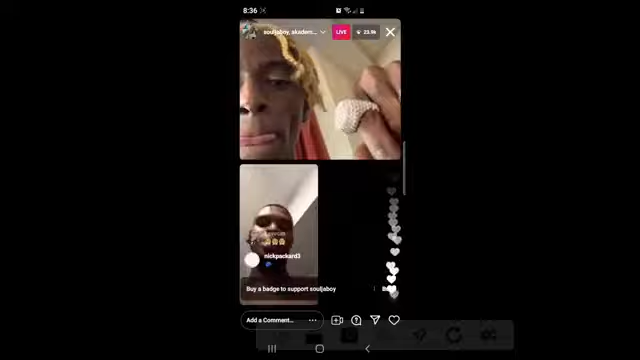 8:36
souljaboy, akadem...
LIVE
23.9k
nickpackard3
Buy a badge to support souljaboy
Add a Comment...